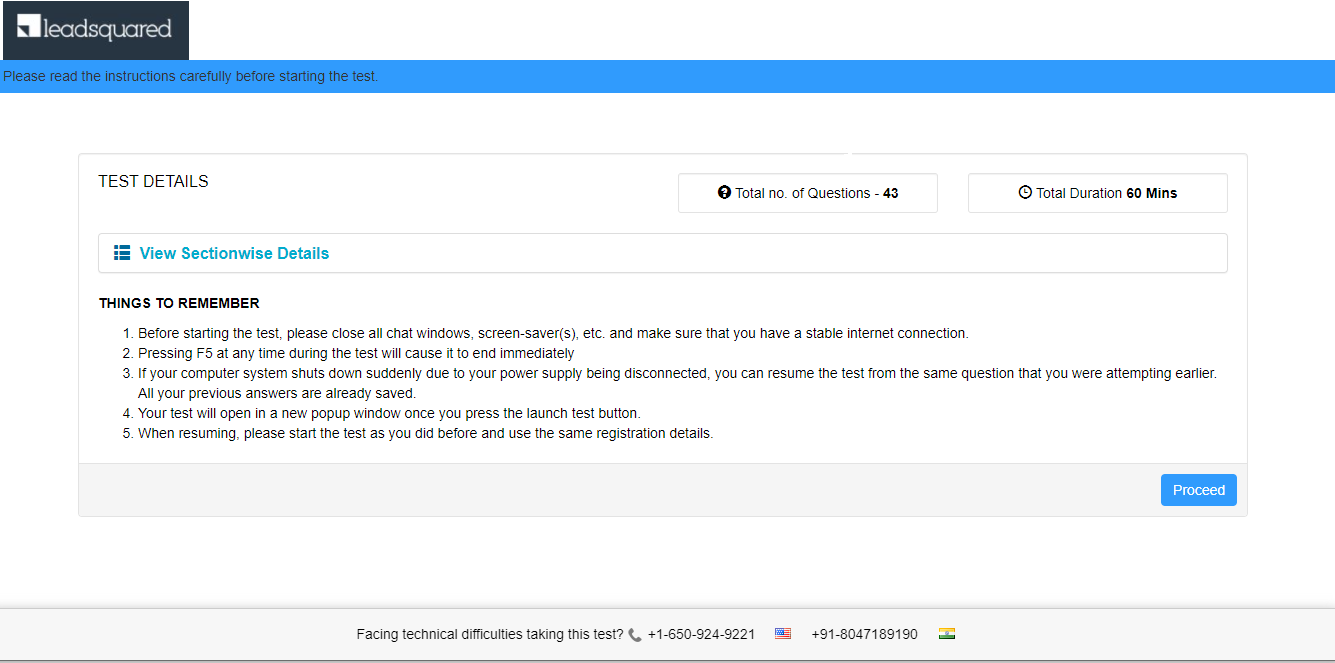 leadsquared
Please read the instructions carefully before starting the test.
TEST DETAILS
Total no. of Questions - 43
Total Duration 60 Mins
View Sectionwise Details
THINGS TO REMEMBER
1. Before starting the test, please close all chat windows, screen-saver(s), etc. and make sure that you have a stable internet connection.
2. Pressing F5 at any time during the test will cause it to end immediately
3. If your computer system shuts down suddenly due to your power supply being disconnected, you can resume the test from the same question that you were attempting earlier.
All your previous answers are already saved.
4. Your test will open in a new popup window once you press the launch test button.
5. When resuming, please start the test as you did before and use the same registration details.
Proceed
Facing technical difficulties taking this test? +1-650-924-9221 +91-8047189190